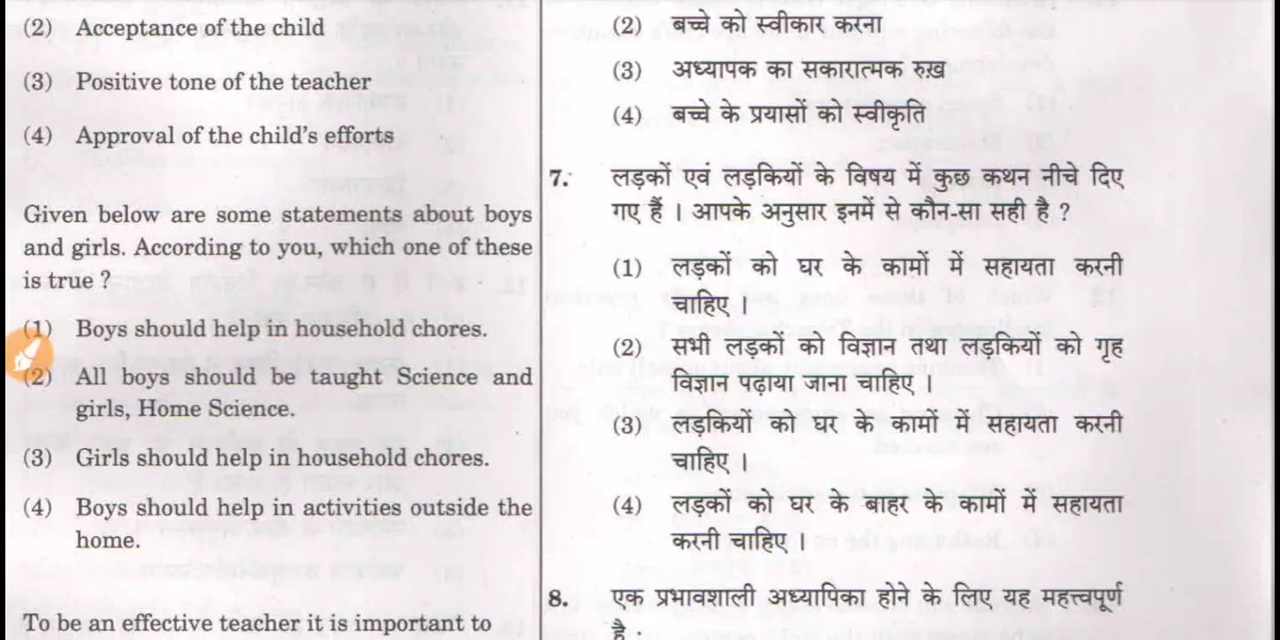 (2) Acceptance of the child
(3) Positive tone of the teacher
(4) Approval of the child's efforts
Given below are some statements about boys
and girls. According to you, which one of these
is true ?
(1) Boys should help in household chores.
(2) All boys should be taught Science and
girls, Home Science.
(3) Girls should help in household chores.
(4) Boys should help in activities outside the
home.
To be an effective teacher it is important to
(2) बच्चे को स्वीकार करना
(3) अध्यापक का सकारात्मक रुख़
(4) बच्चे के प्रयासों को स्वीकृति
7. लड़कों एवं लड़कियों के विषय में कुछ कथन नीचे दिए
गए हैं । आपके अनुसार इनमें से कौन-सा सही है ?
(1) लड़कों को घर के कामों में सहायता करनी
चाहिए ।
(2) सभी लड़कों को विज्ञान तथा लड़कियों को गृह
विज्ञान पढ़ाया जाना चाहिए ।
(3) लड़कियों को घर के कामों में सहायता करनी
चाहिए ।
(4) लड़कों को घर के बाहर के कामों में सहायता
करनी चाहिए ।
8. एक प्रभावशाली अध्यापिका होने के लिए यह महत्त्वपूर्ण
है :